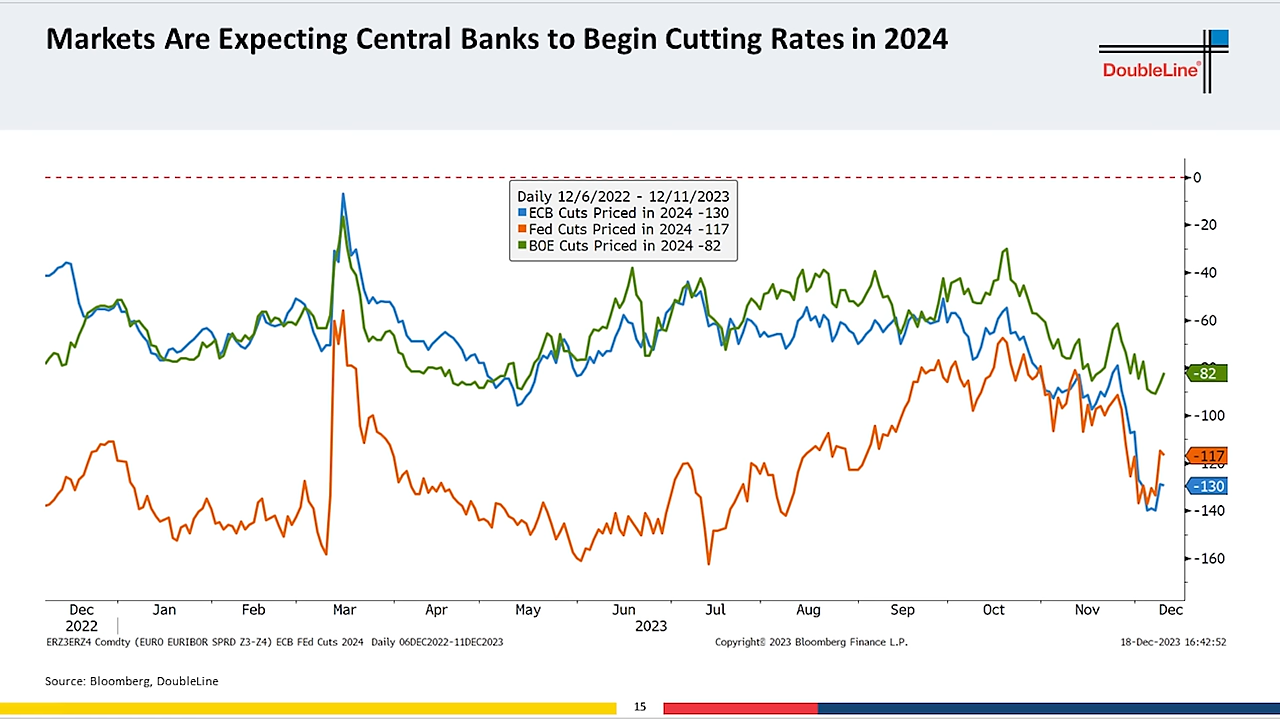 Markets Are Expecting Central Banks to Begin Cutting Rates in 2024
DoubleLine®
Daily 12/6/2022 - 12/11/2023
ECB Cuts Priced in 2024 -130
Fed Cuts Priced in 2024 -117
BOE Cuts Priced in 2024 -82
0
-20
-40
-60
-80
-82
-100
-117
-120
-130
-140
-160
Dec Jan Feb Mar Apr May Jun Jul Aug Sep Oct Nov Dec
2022 2023
ERZ3ERZ4 Comdty (EURO EURIBOR SPRD Z3-Z4) ECB FEd Cuts 2024 Daily 06DEC2022-11DEC2023 Copyright© 2023 Bloomberg Finance L.P. 18-Dec-2023 16:42:52
Source: Bloomberg, DoubleLine
15